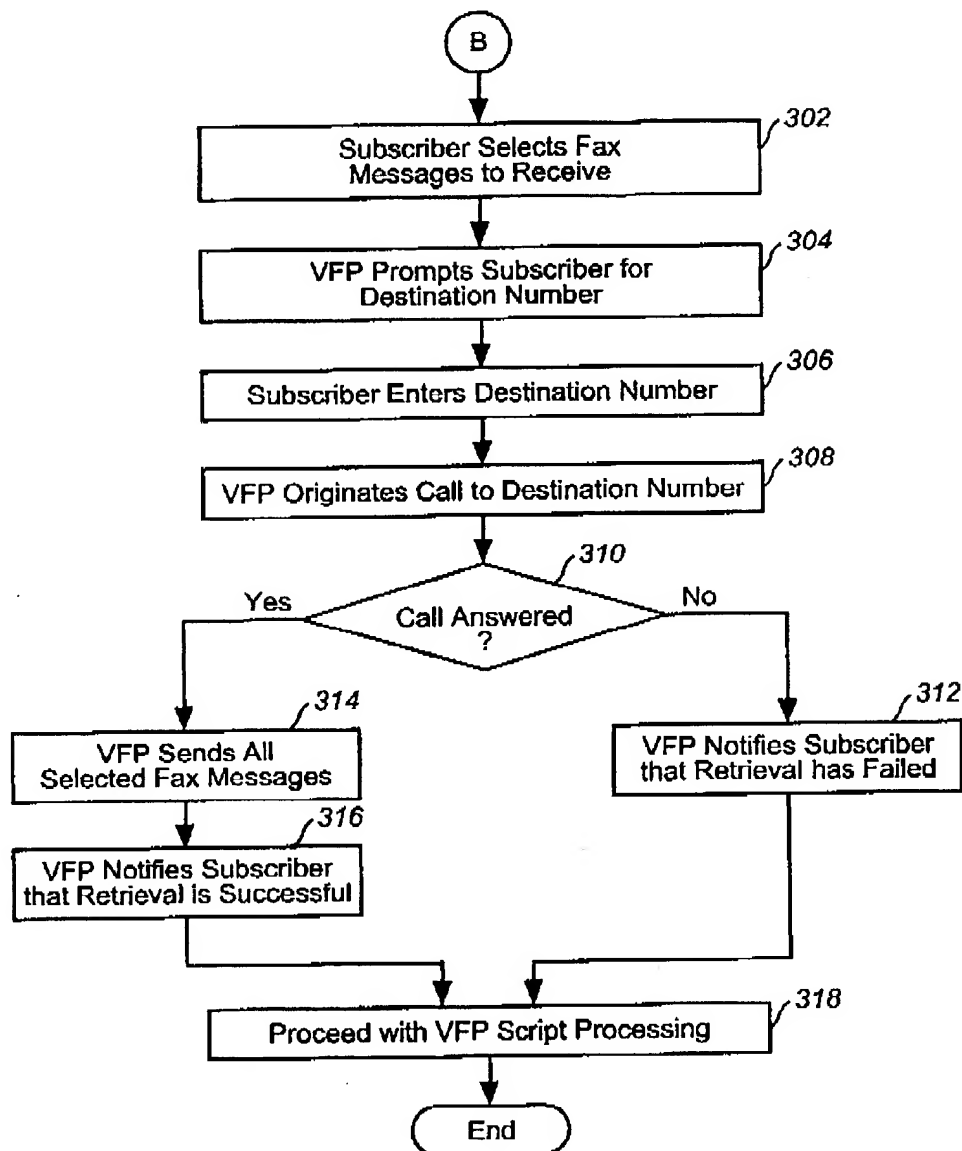 B
302
Subscriber Selects Fax
Messages to Receive
304
VFP Prompts Subscriber for
Destination Number
306
Subscriber Enters Destination Number
308
VFP Originates Call to Destination Number
310
Yes
No
Call Answered
?
314
312
VFP Sends All
Selected Fax Messages
VFP Notifies Subscriber
that Retrieval has Failed
316
VFP Notifies Subscriber
that Retrieval is Successful
318
Proceed with VFP Script Processing
End